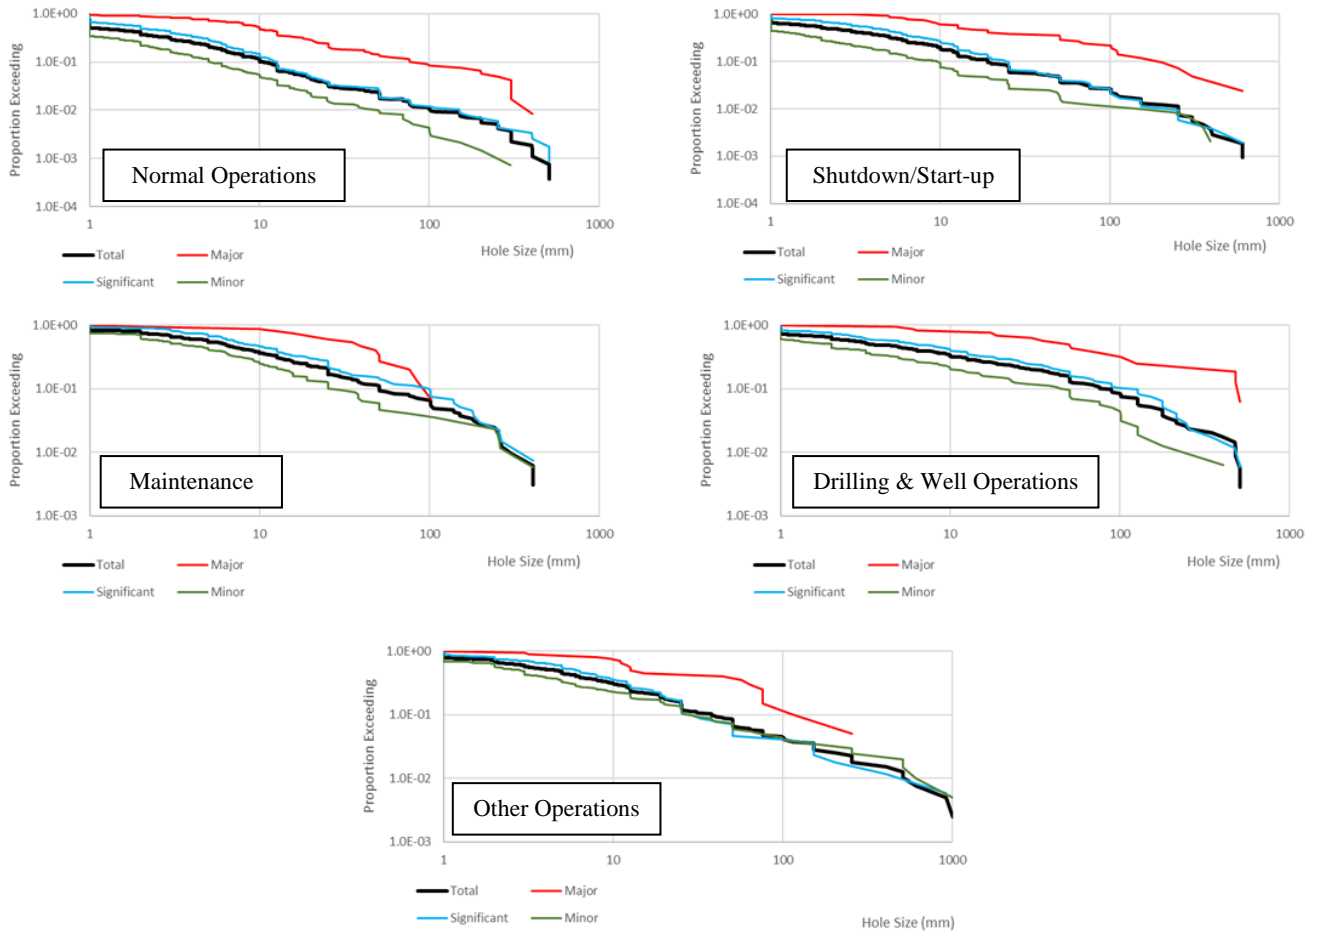 Proportion Exceeding
1.0E+00
1.0E-01
1.0E-02
1.0E-03
1.0E-04
Normal Operations
1
10
100
1000
Hole Size (mm)
Total
Major
Significant
Minor
Proportion Exceeding
1.0E+00
1.0E-01
1.0E-02
1.0E-03
1.0E-04
Shutdown/Start-up
1
10
100
1000
Hole Size (mm)
Total
Major
Significant
Minor
Proportion Exceeding
1.0E+00
1.0E-01
1.0E-02
1.0E-03
Maintenance
1
10
100
1000
Hole Size (mm)
Total
Major
Significant
Minor
Proportion Exceeding
1.0E+00
1.0E-01
1.0E-02
1.0E-03
Drilling & Well Operations
1
10
100
1000
Hole Size (mm)
Total
Major
Significant
Minor
Proportion Exceeding
1.0E+00
1.0E-01
1.0E-02
1.0E-03
Other Operations
1
10
100
1000
Total
Major
Significant
Minor
Hole Size (mm)